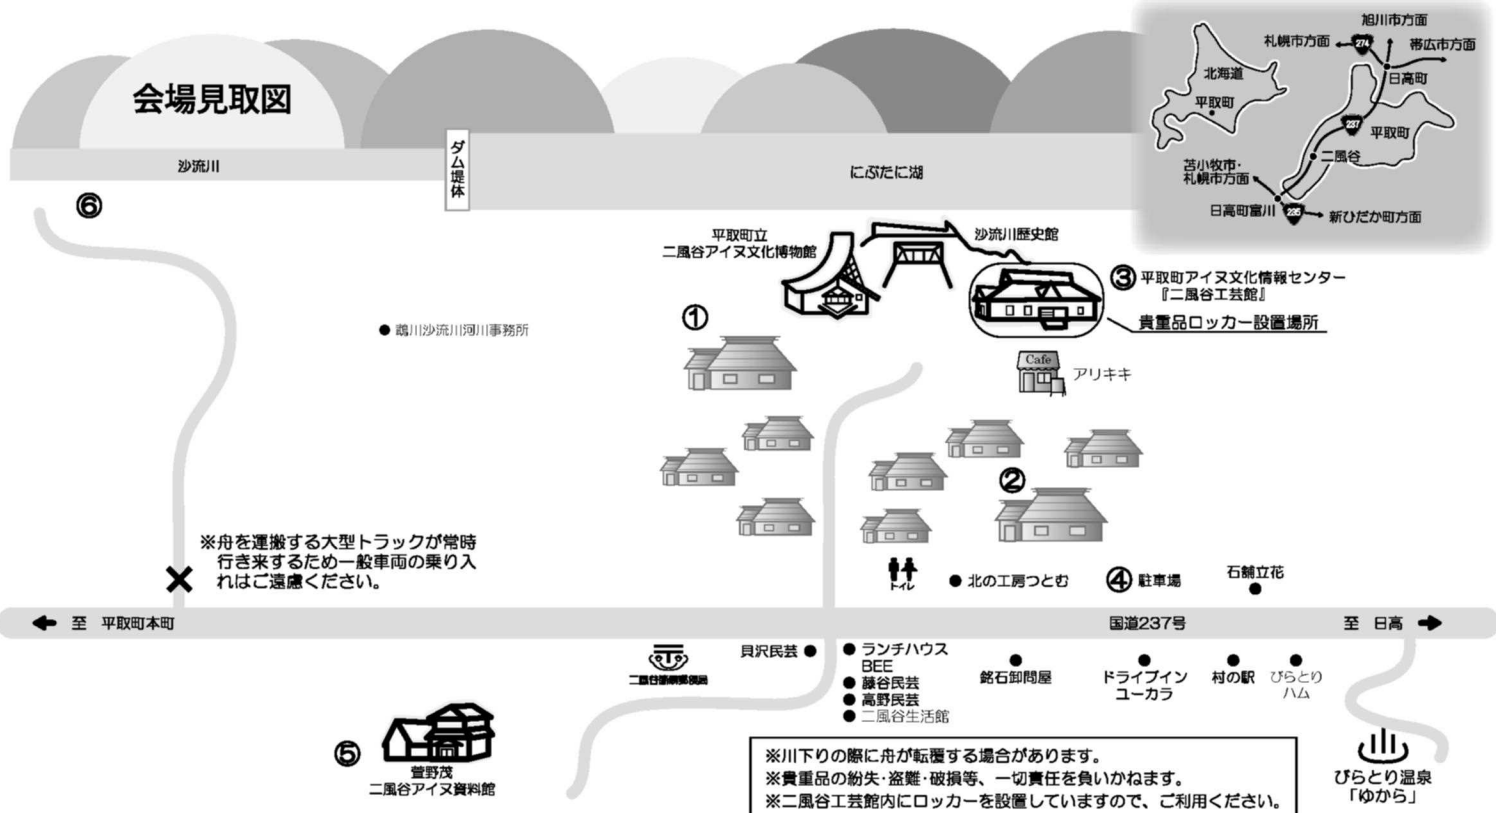 会場見取図
沙流川
ダム堤体
にぶたに湖
旭川市方面
札幌市方面
274
帯広市方面
日高町
北海道
平取町
237
平取町
二風谷
苫小牧市・
札幌市方面
日高町富川
235
新ひだか町方面
⑥
平取町立
二風谷アイヌ文化博物館
沙流川歴史館
③ 平取町アイヌ文化情報センター
『二風谷工芸館』
貴重品ロッカー設置場所
● 鵡川沙流川河川事務所
①
Cafe
アリキキ
②
※舟を運搬する大型トラックが常時
行き来するため一般車両の乗り入
れはご遠慮ください。
トイレ
● 北の工房つとむ
④ 駐車場
石舗立花
至 平取町本町
国道237号
至 日高
貝沢民芸 ●
● ランチハウス
BEE
● 藤谷民芸
● 高野民芸
● 二風谷生活館
銘石卸問屋
ドライブイン
ユーカラ
村の駅
びらとり
ハム
⑤
萱野茂
二風谷アイヌ資料館
※川下りの際に舟が転覆する場合があります。
※貴重品の紛失・盗難・破損等、一切責任を負いかねます。
※二風谷工芸館内にロッカーを設置していますので、ご利用ください。
びらとり温泉
「ゆから」